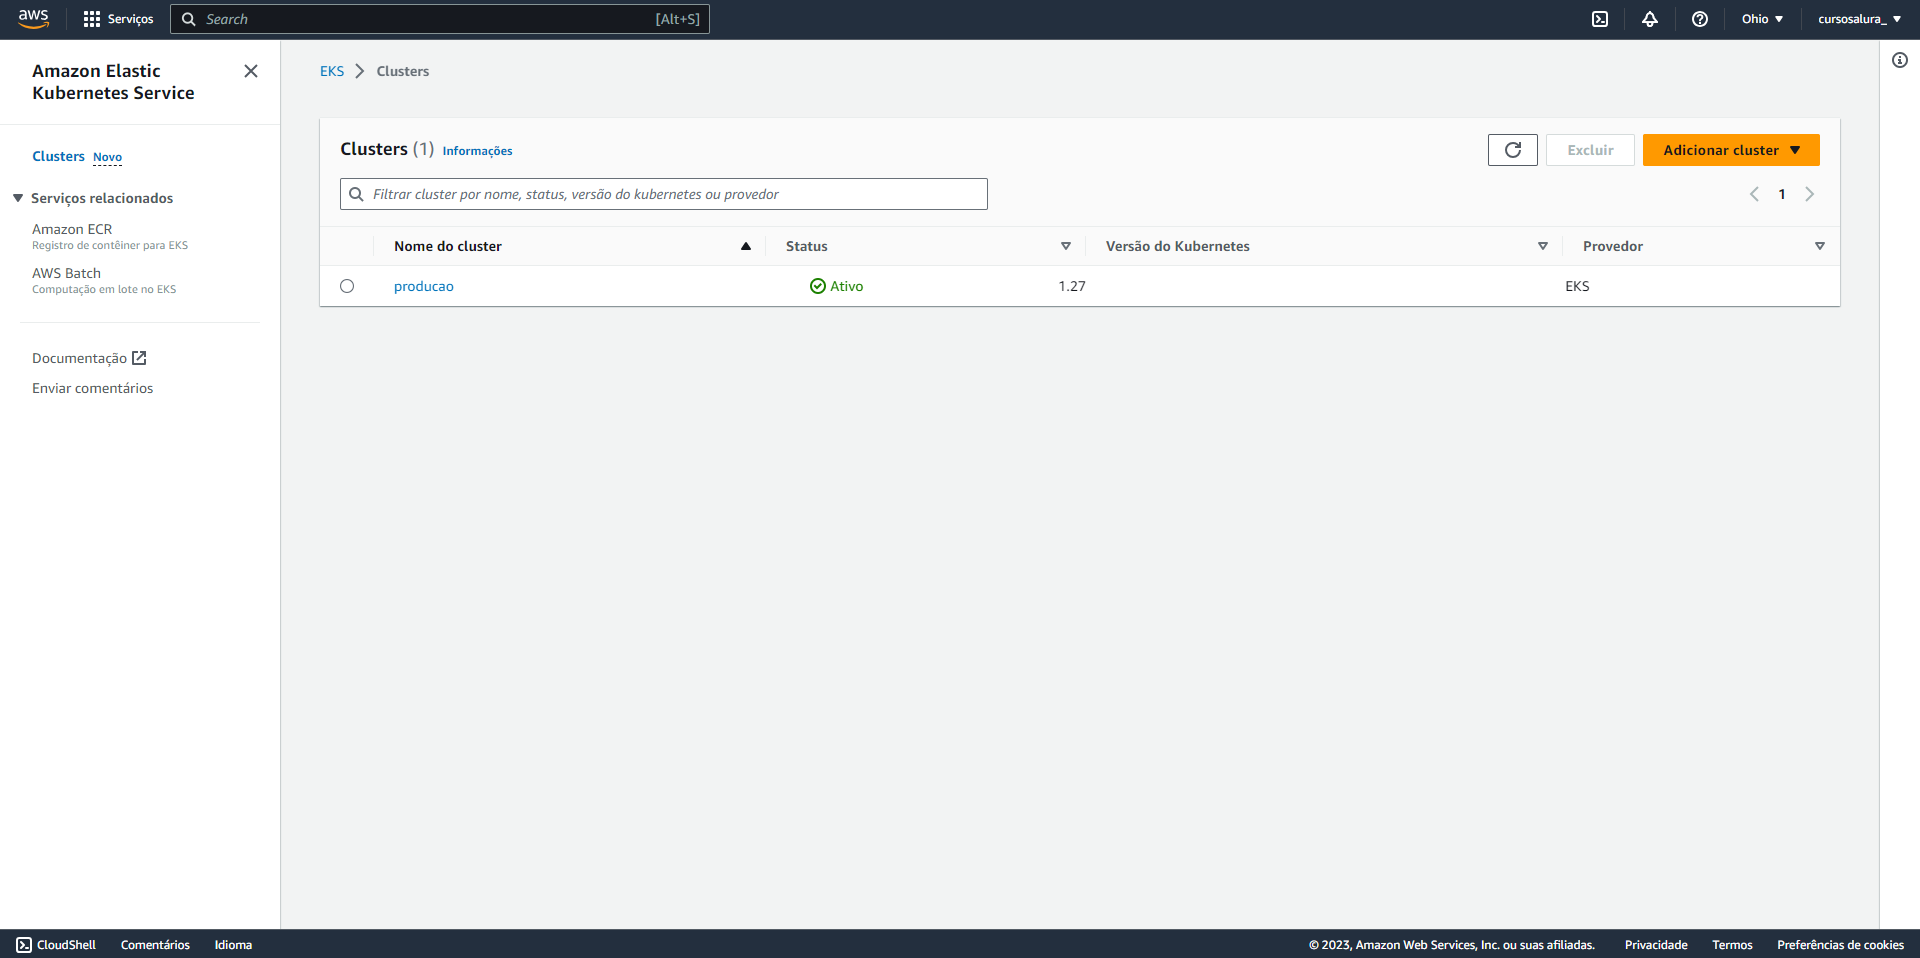 aws
Serviços
Search
[Alt+S]
Ohio
cursosalura_
Amazon Elastic
Kubernetes Service
Clusters Novo
Serviços relacionados
Amazon ECR
Registro de contêiner para EKS
AWS Batch
Computação em lote no EKS
Documentação
Enviar comentários
EKS
Clusters
Clusters (1) Informações
Excluir
Adicionar cluster
Filtrar cluster por nome, status, versão do kubernetes ou provedor
1
Nome do cluster
Status
Versão do Kubernetes
Provedor
producao
Ativo
1.27
EKS
CloudShell
Comentários
Idioma
© 2023, Amazon Web Services, Inc. ou suas afiliadas.
Privacidade
Termos
Preferências de cookies